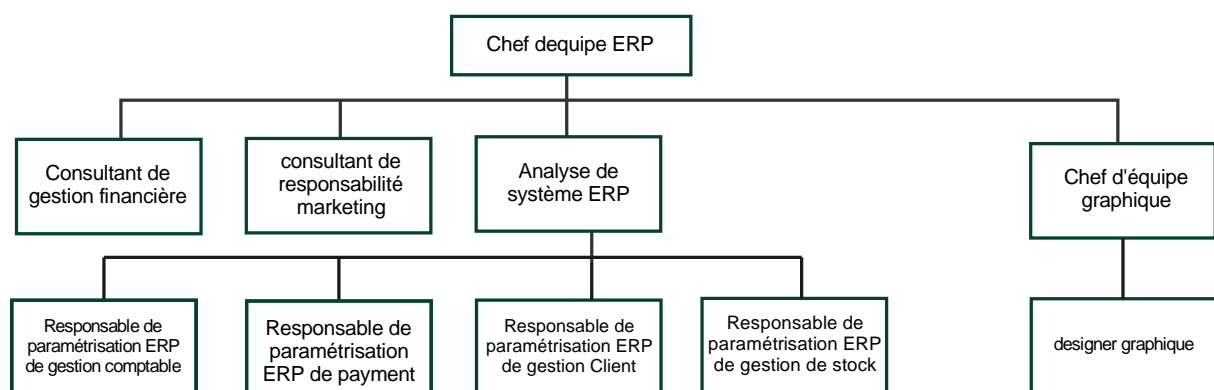 Chef dequipe ERP
Consultant de
gestion financière
consultant de
responsabilité
marketing
Analyse de
système ERP
Chef d'équipe
graphique
Responsable de
paramétrisation ERP
de gestion comptable
Responsable de
paramétrisation
ERP de payment
Responsable de
paramétrisation ERP
de gestion Client
Responsable de
paramétrisation ERP
de gestion de stock
designer graphique